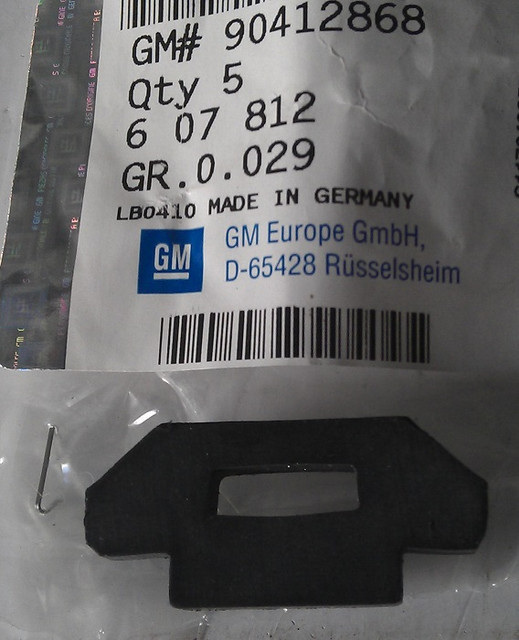 GM# 90412868
Qty 5
6 07 812
GR.0.029
LB0410 MADE IN GERMANY
GM
GM Europe GmbH,
D-65428 Rüsselsheim